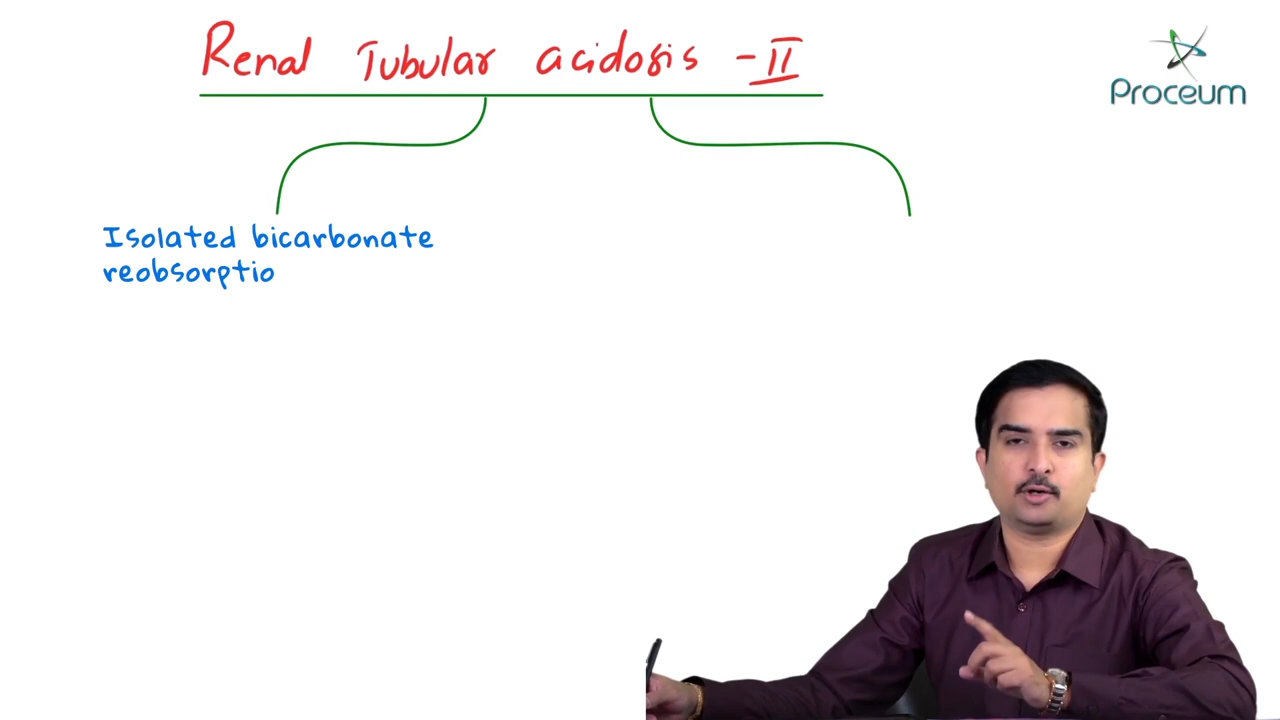 Renal Tubular acidosis - II
Proceum
Isolated bicarbonate
reobsorptio